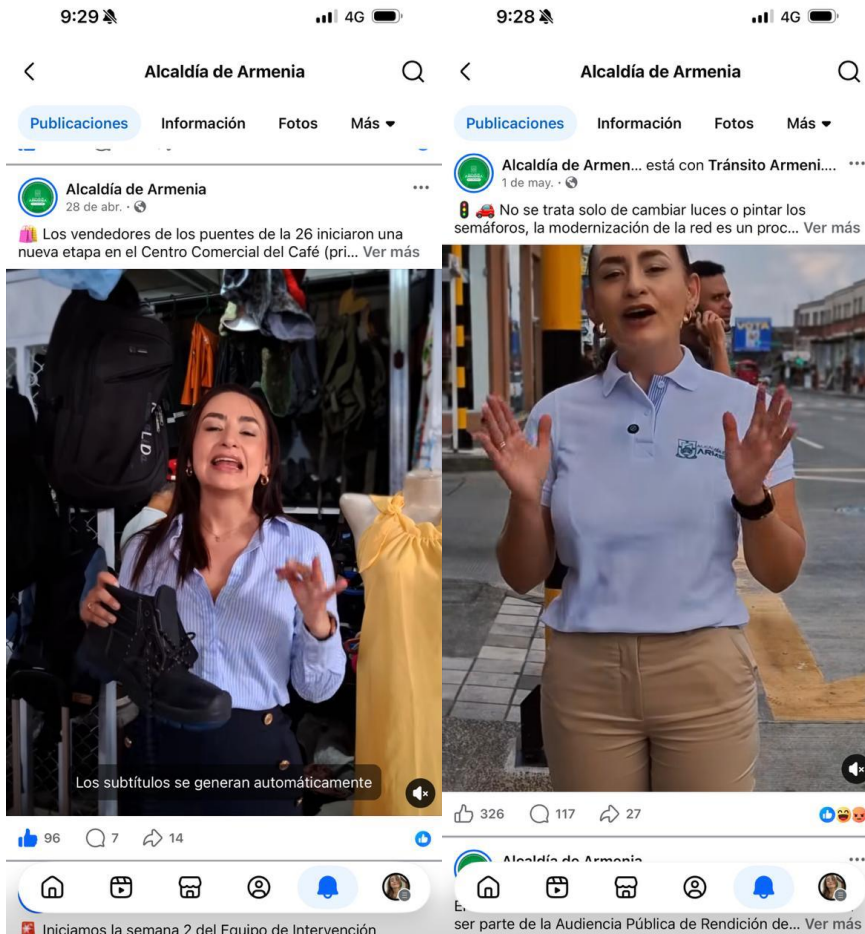 9:29
4G
Alcaldía de Armenia
Publicaciones
Información
Fotos
Más
Alcaldía de Armenia
28 de abr.
Los vendedores de los puentes de la 26 iniciaron una
nueva etapa en el Centro Comercial del Café (pri... Ver más
Los subtítulos se generan automáticamente
96
7
14
Iniciamos la semana 2 del Equipo de Intervención
9:28
4G
Alcaldía de Armenia
Publicaciones
Información
Fotos
Más
Alcaldía de Armen... está con Tránsito Armeni....
1 de may.
No se trata solo de cambiar luces o pintar los
semáforos, la modernización de la red es un proc... Ver más
VOTA
326
117
27
Alcaldía de Armenia
ser parte de la Audiencia Pública de Rendición de... Ver más